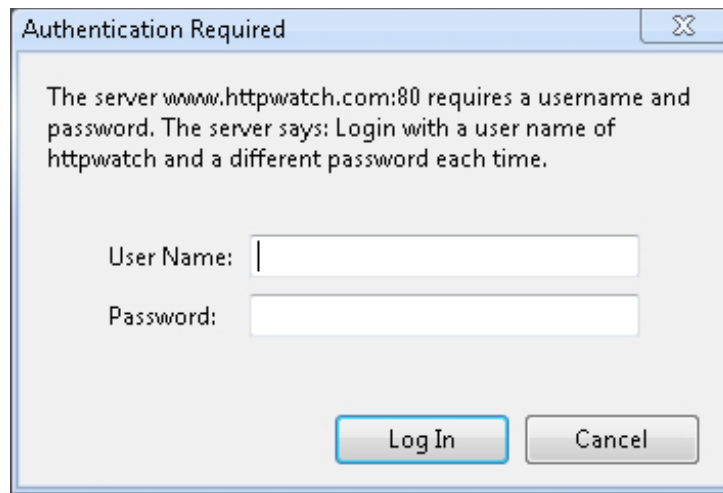 Authentication Required
The server www.httpwatch.com:80 requires a username and
password. The server says: Login with a user name of
httpwatch and a different password each time.
User Name:
Password:
Log In Cancel